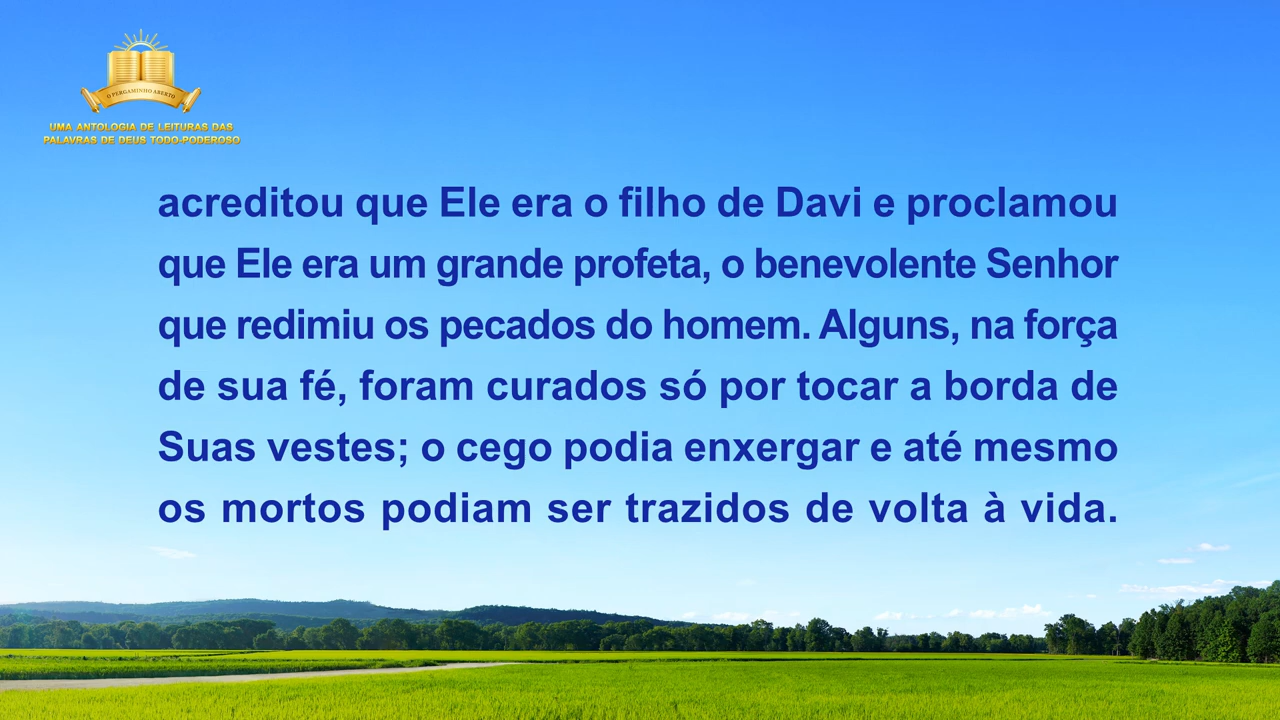 O PERGAMINHO ABERTO
UMA ANTOLOGIA DE LEITURAS DAS
PALAVRAS DE DEUS TODO-PODEROSO
acreditou que Ele era o filho de Davi e proclamou
que Ele era um grande profeta, o benevolente Senhor
que redimiu os pecados do homem. Alguns, na força
de sua fé, foram curados só por tocar a borda de
Suas vestes; o cego podia enxergar e até mesmo
os mortos podiam ser trazidos de volta à vida.